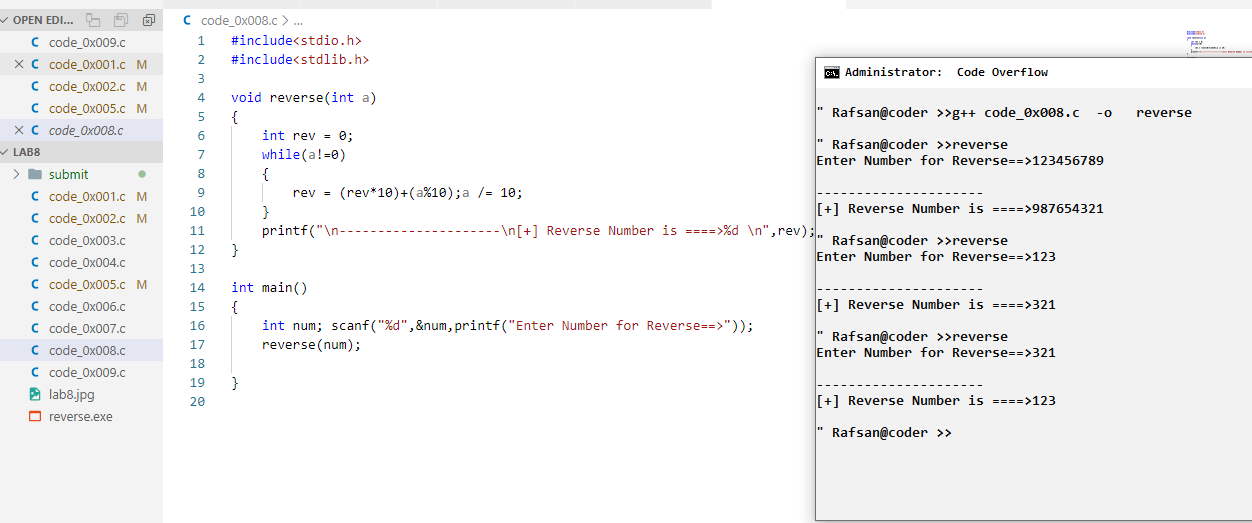 OPEN EDI...
code_0x009.c
code_0x001.c M
code_0x002.c M
code_0x005.c M
code_0x008.c
LAB8
submit
code_0x001.c M
code_0x002.c M
code_0x003.c
code_0x004.c
code_0x005.c M
code_0x006.c
code_0x007.c
code_0x008.c
code_0x009.c
lab8.jpg
reverse.exe
C code_0x008.c > ...
1 #include<stdio.h>
2 #include<stdlib.h>
3
4 void reverse(int a)
5 {
6     int rev = 0;
7     while(a!=0)
8     {
9         rev = (rev*10)+(a%10);a /= 10;
10     }
11     printf("\n---------------------\n[+] Reverse Number is ====>%d \n",rev);
12 }
13
14 int main()
15 {
16     int num; scanf("%d",&num,printf("Enter Number for Reverse==>"));
17     reverse(num);
18
19 }
20
Administrator:  Code Overflow
" Rafsan@coder >>g++ code_0x008.c  -o   reverse
" Rafsan@coder >>reverse
Enter Number for Reverse==>123456789
---------------------
[+] Reverse Number is ====>987654321
" Rafsan@coder >>reverse
Enter Number for Reverse==>123
---------------------
[+] Reverse Number is ====>321
" Rafsan@coder >>reverse
Enter Number for Reverse==>321
---------------------
[+] Reverse Number is ====>123
" Rafsan@coder >>